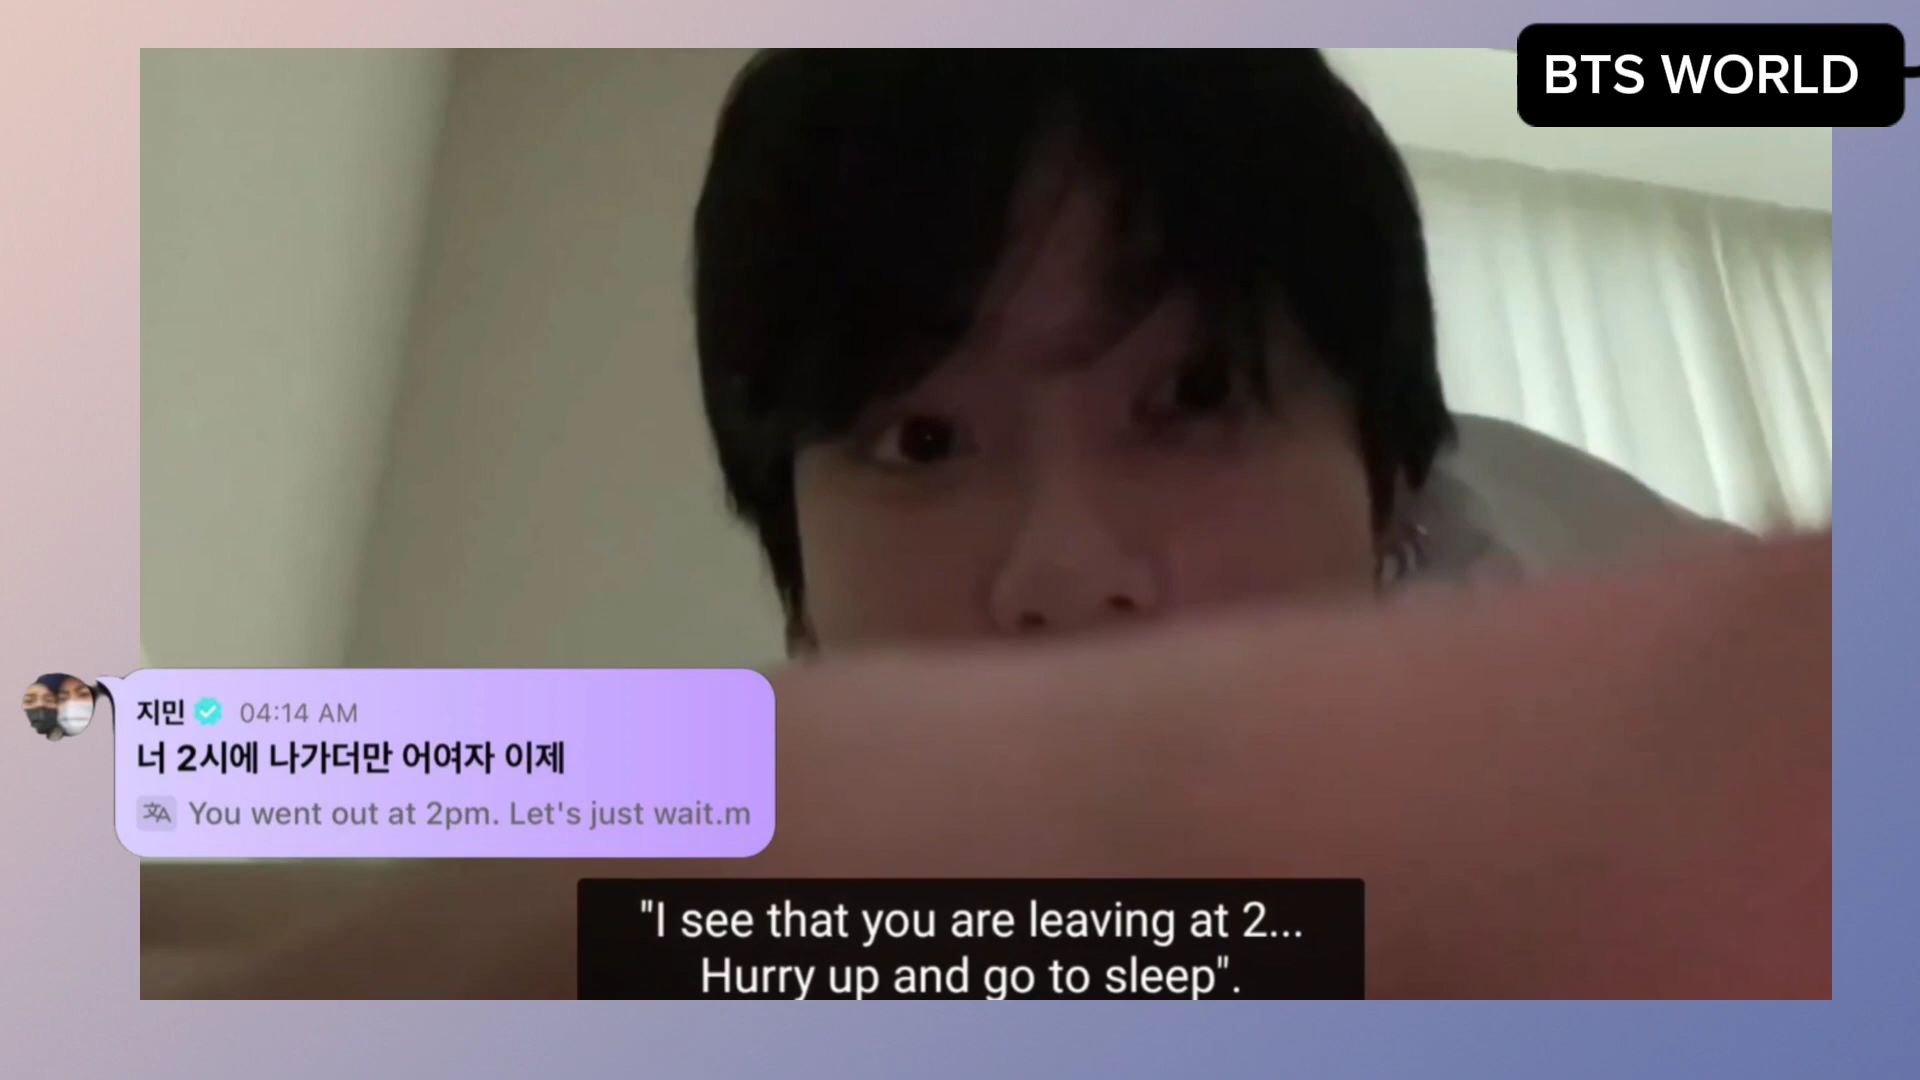 BTS WORLD
지민 04:14 AM
너 2시에 나가더만 어여자 이제
You went out at 2pm. Let's just wait.m
"I see that you are leaving at 2...
Hurry up and go to sleep".